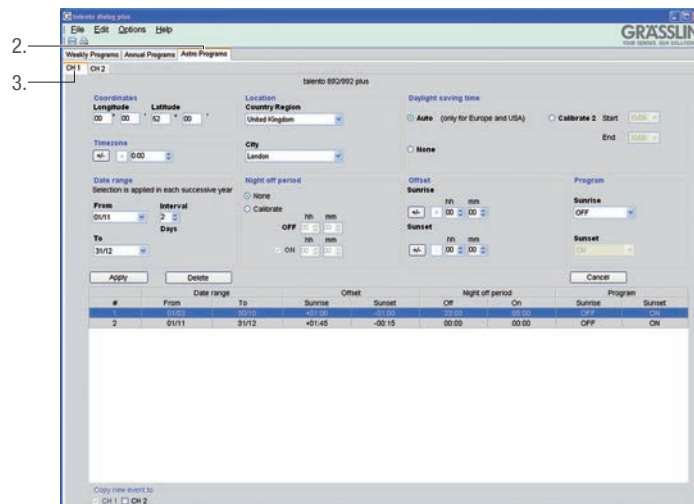 talento dialog plus
File Edit Options Help
GRÄSSLIN
2.
Weekly Programs Annual Programs Astro Programs
3.
CH 1 CH 2
talento 892/992 plus
Coordinates
Longitude Latitude
00 ° 00 ' 52 ° 00 '
Location
Country Region
United Kingdom
Daylight saving time
Auto (only for Europe and USA) Calibrate 2 Start
End
None
Timezone
+/- - 0:00
City
London
Date range
Selection is applied in each successive year
From Interval
01/11 2
Days
To
31/12
Night off period
None
Calibrate
hh mm
OFF 00 00
hh mm
ON 00 00
Offset
Sunrise
hh mm
+/- 00 00
Sunset
hh mm
+/- 00 00
Program
Sunrise
OFF
Sunset
ON
Apply Delete Cancel
Date range Offset Night off period Program
# From To Sunrise Sunset Off On Sunrise Sunset
1 01/03 30/10 +01:00 -01:00 23:00 05:00 OFF ON
2 01/11 31/12 +01:45 -00:15 00:00 00:00 OFF ON
Copy new event to
CH 1 CH 2